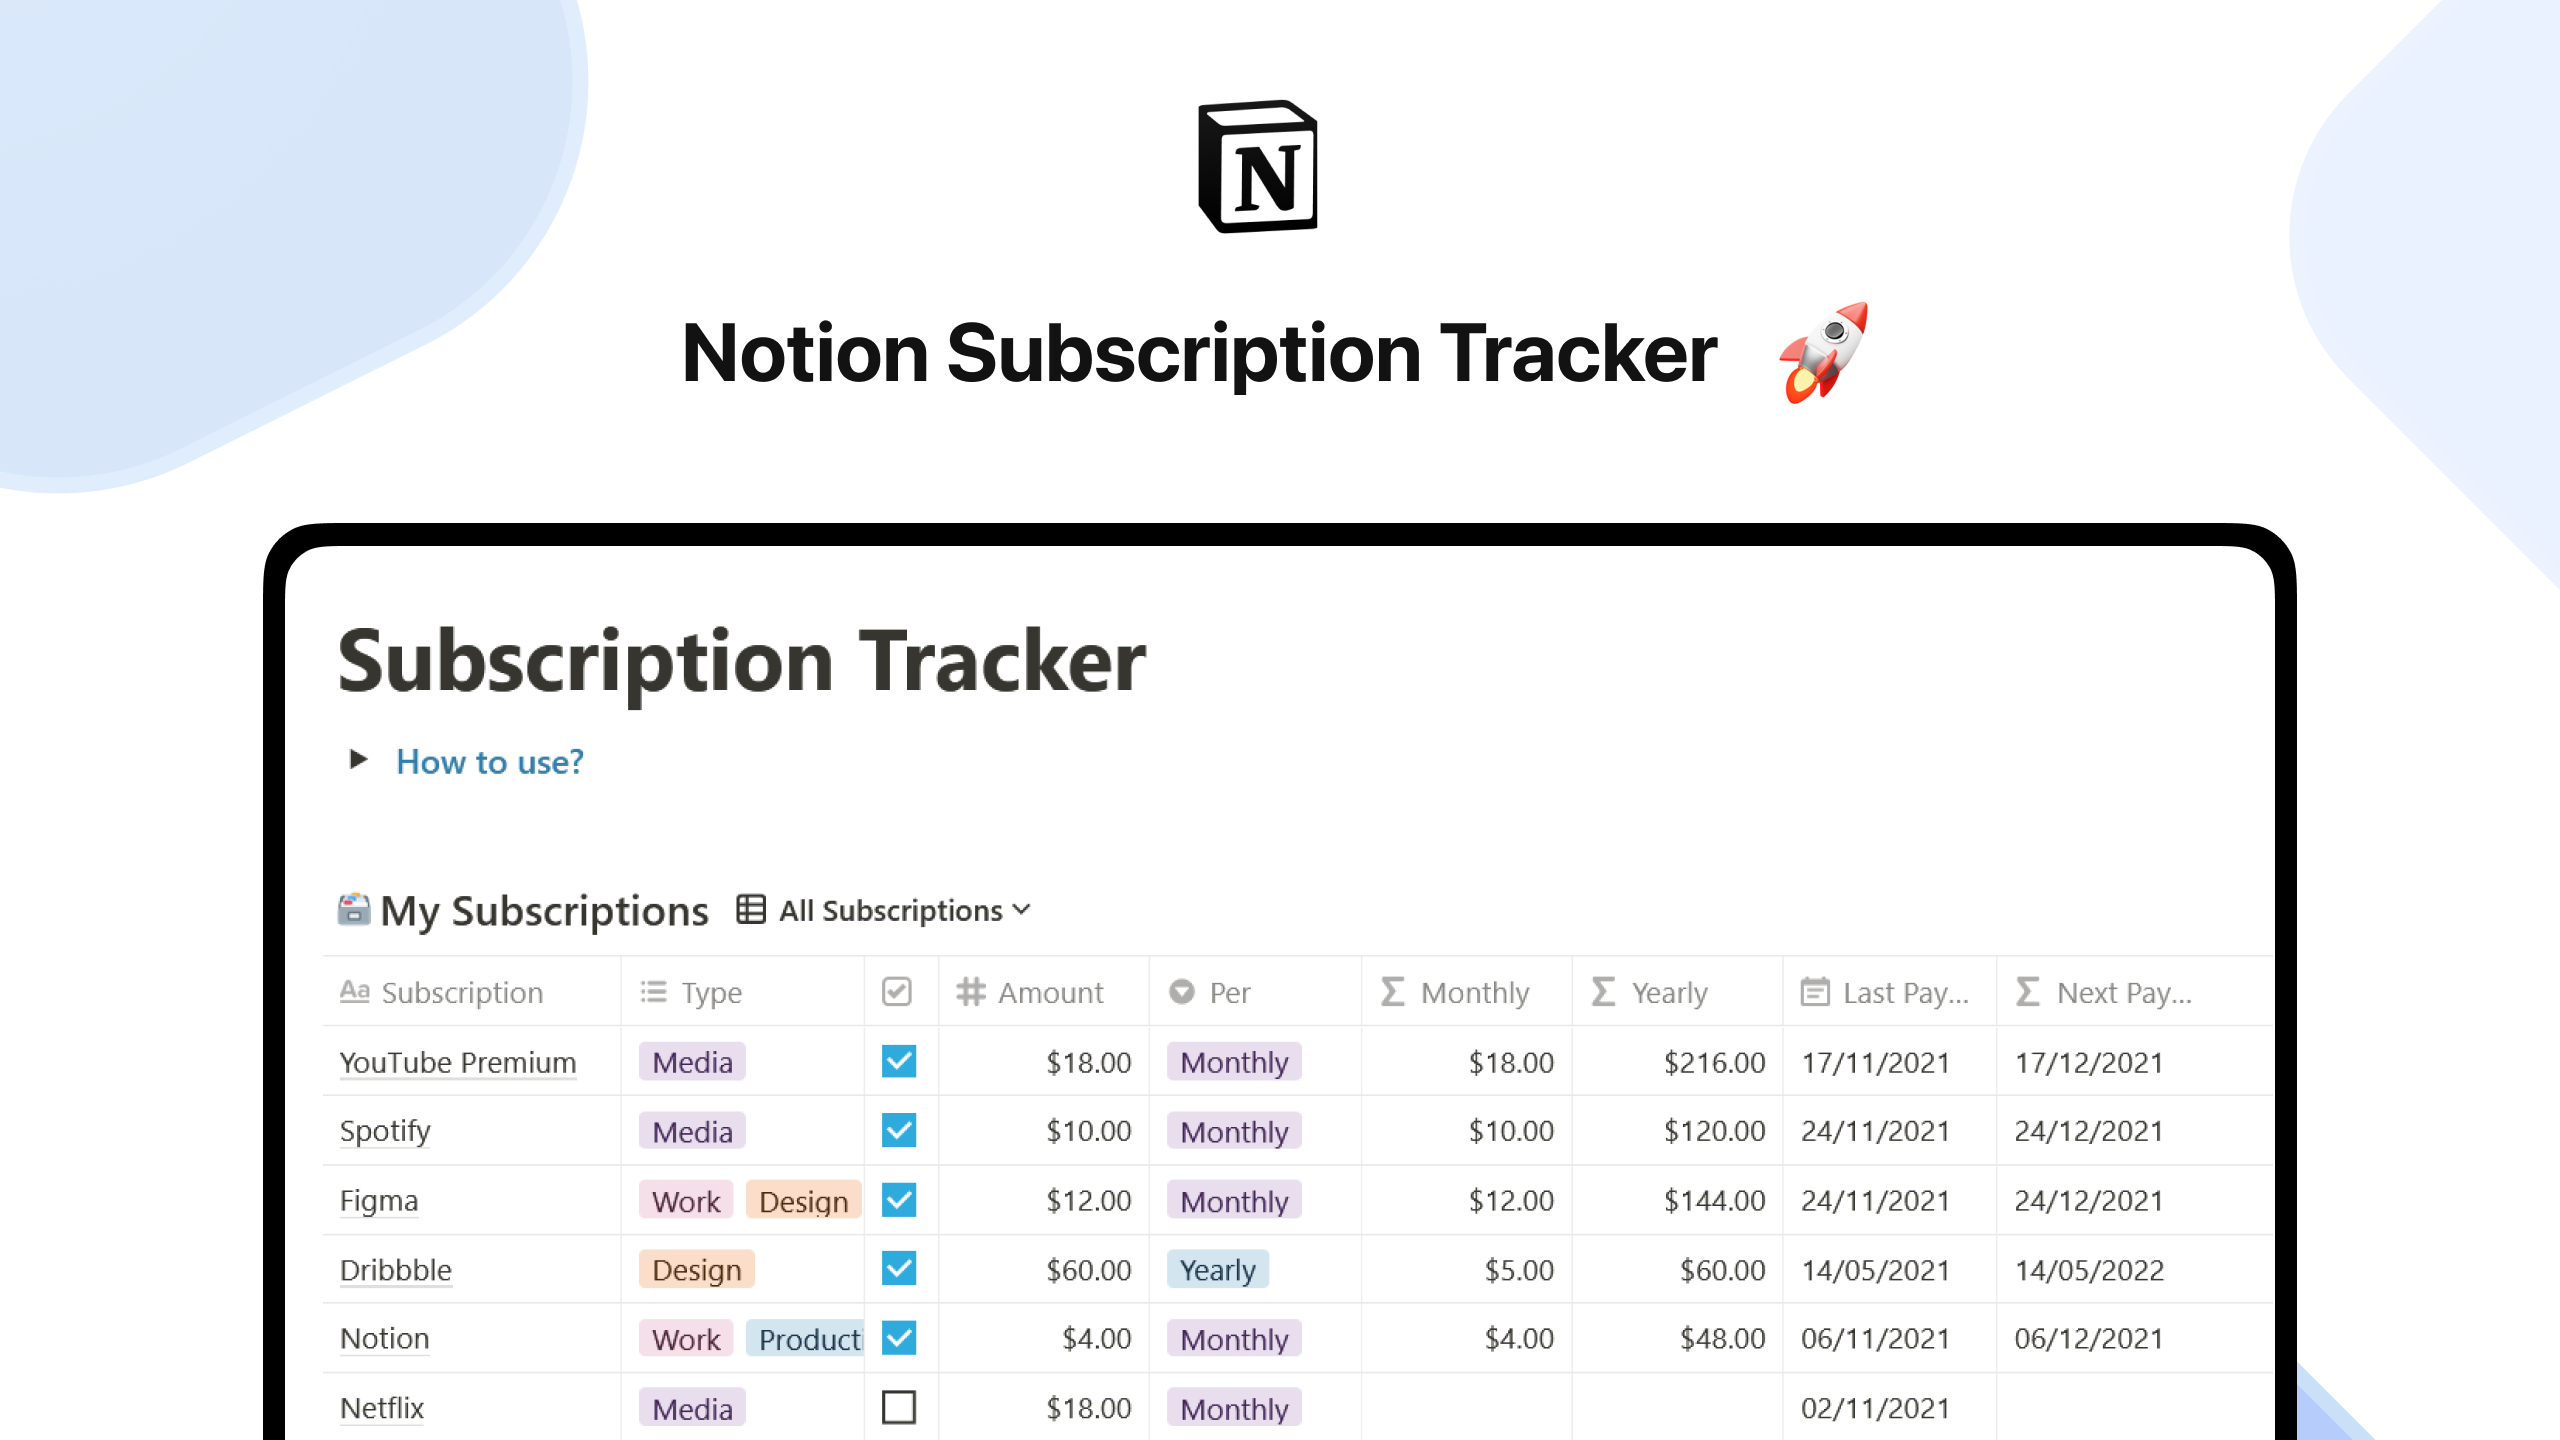 N
Notion Subscription Tracker
Subscription Tracker
How to use?
My Subscriptions All Subscriptions
Aa Subscription Type Amount Per Σ Monthly Σ Yearly Last Pay... Σ Next Pay...
YouTube Premium Media $18.00 Monthly $18.00 $216.00 17/11/2021 17/12/2021
Spotify Media $10.00 Monthly $10.00 $120.00 24/11/2021 24/12/2021
Figma Work Design $12.00 Monthly $12.00 $144.00 24/11/2021 24/12/2021
Dribbble Design $60.00 Yearly $5.00 $60.00 14/05/2021 14/05/2022
Notion Work Producti $4.00 Monthly $4.00 $48.00 06/11/2021 06/12/2021
Netflix Media $18.00 Monthly 02/11/2021